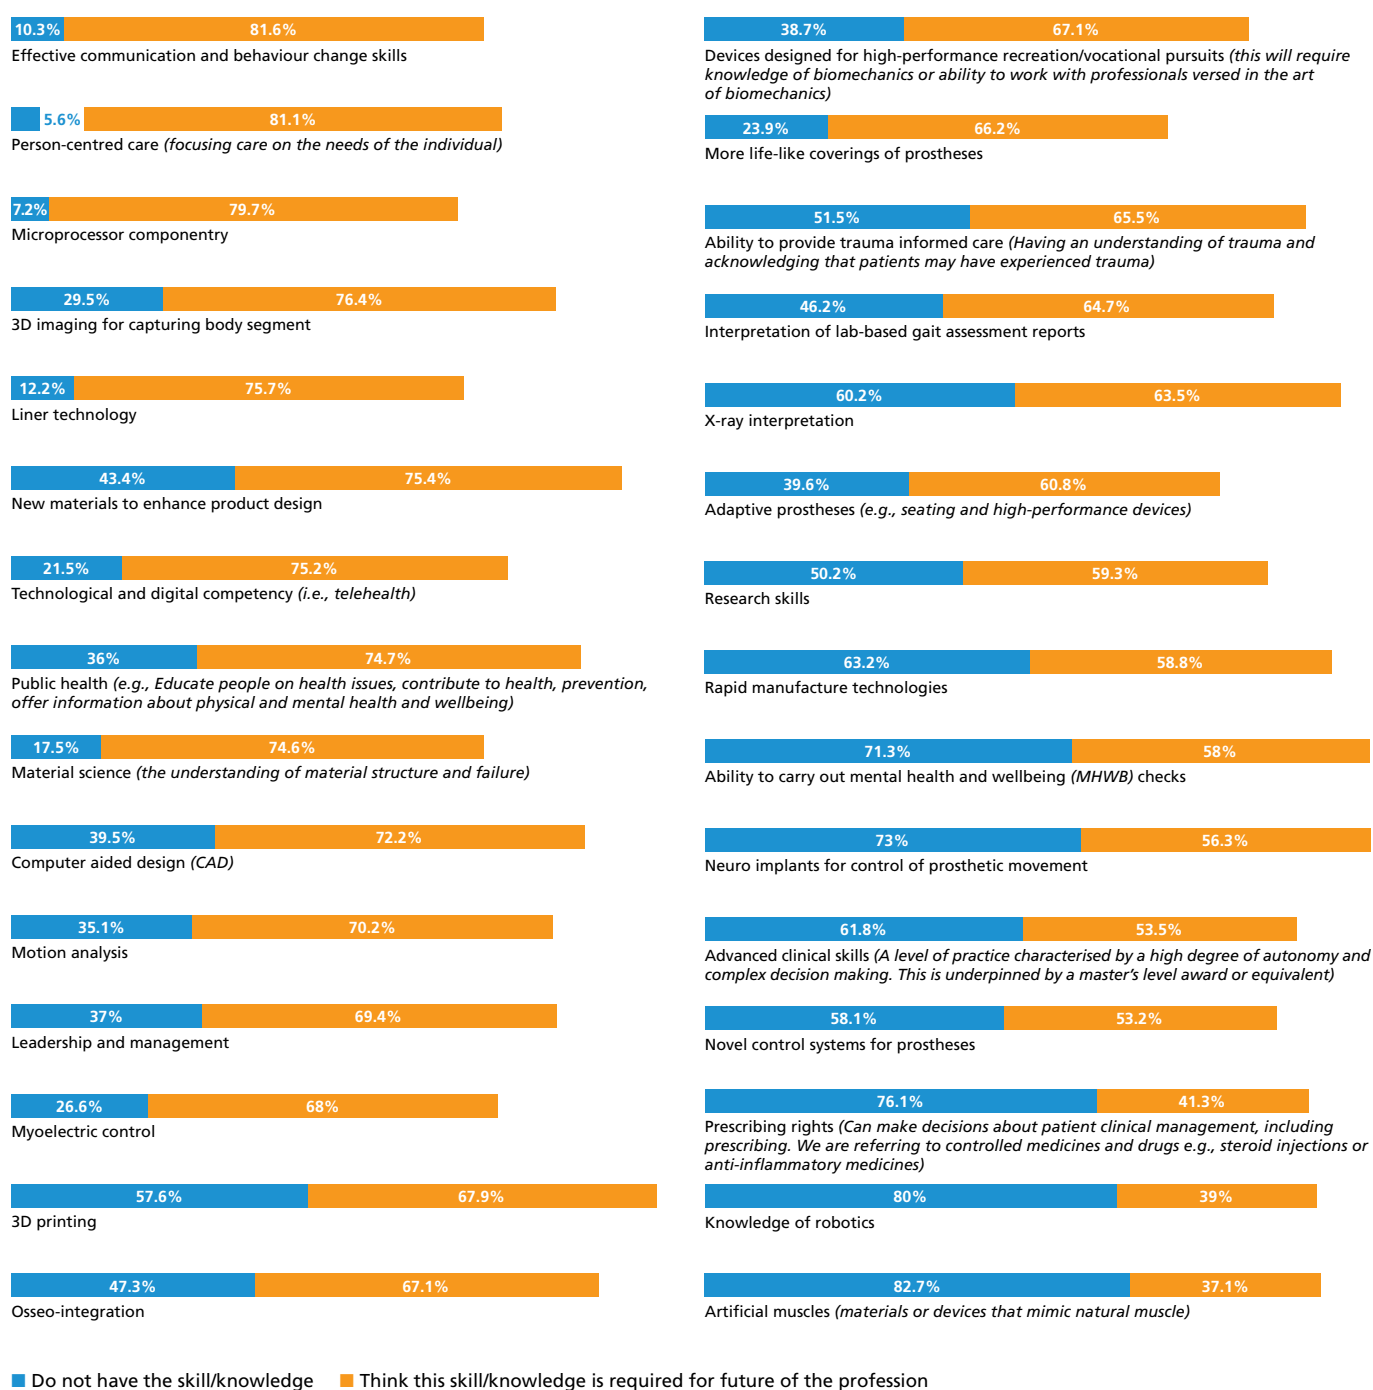 10.3% 81.6%
Effective communication and behaviour change skills
5.6% 81.1%
Person-centred care (focusing care on the needs of the individual)
7.2% 79.7%
Microprocessor componentry
29.5% 76.4%
3D imaging for capturing body segment
12.2% 75.7%
Liner technology
43.4% 75.4%
New materials to enhance product design
21.5% 75.2%
Technological and digital competency (i.e., telehealth)
36% 74.7%
Public health (e.g., Educate people on health issues, contribute to health, prevention,
offer information about physical and mental health and wellbeing)
17.5% 74.6%
Material science (the understanding of material structure and failure)
39.5% 72.2%
Computer aided design (CAD)
35.1% 70.2%
Motion analysis
37% 69.4%
Leadership and management
26.6% 68%
Myoelectric control
57.6% 67.9%
3D printing
47.3% 67.1%
Osseo-integration
38.7% 67.1%
Devices designed for high-performance recreation/vocational pursuits (this will require
knowledge of biomechanics or ability to work with professionals versed in the art
of biomechanics)
23.9% 66.2%
More life-like coverings of prostheses
51.5% 65.5%
Ability to provide trauma informed care (Having an understanding of trauma and
acknowledging that patients may have experienced trauma)
46.2% 64.7%
Interpretation of lab-based gait assessment reports
60.2% 63.5%
X-ray interpretation
39.6% 60.8%
Adaptive prostheses (e.g., seating and high-performance devices)
50.2% 59.3%
Research skills
63.2% 58.8%
Rapid manufacture technologies
71.3% 58%
Ability to carry out mental health and wellbeing (MHWB) checks
73% 56.3%
Neuro implants for control of prosthetic movement
61.8% 53.5%
Advanced clinical skills (A level of practice characterised by a high degree of autonomy and
complex decision making. This is underpinned by a master's level award or equivalent)
58.1% 53.2%
Novel control systems for prostheses
76.1% 41.3%
Prescribing rights (Can make decisions about patient clinical management, including
prescribing. We are referring to controlled medicines and drugs e.g., steroid injections or
anti-inflammatory medicines)
80% 39%
Knowledge of robotics
82.7% 37.1%
Artificial muscles (materials or devices that mimic natural muscle)
Do not have the skill/knowledge Think this skill/knowledge is required for future of the profession